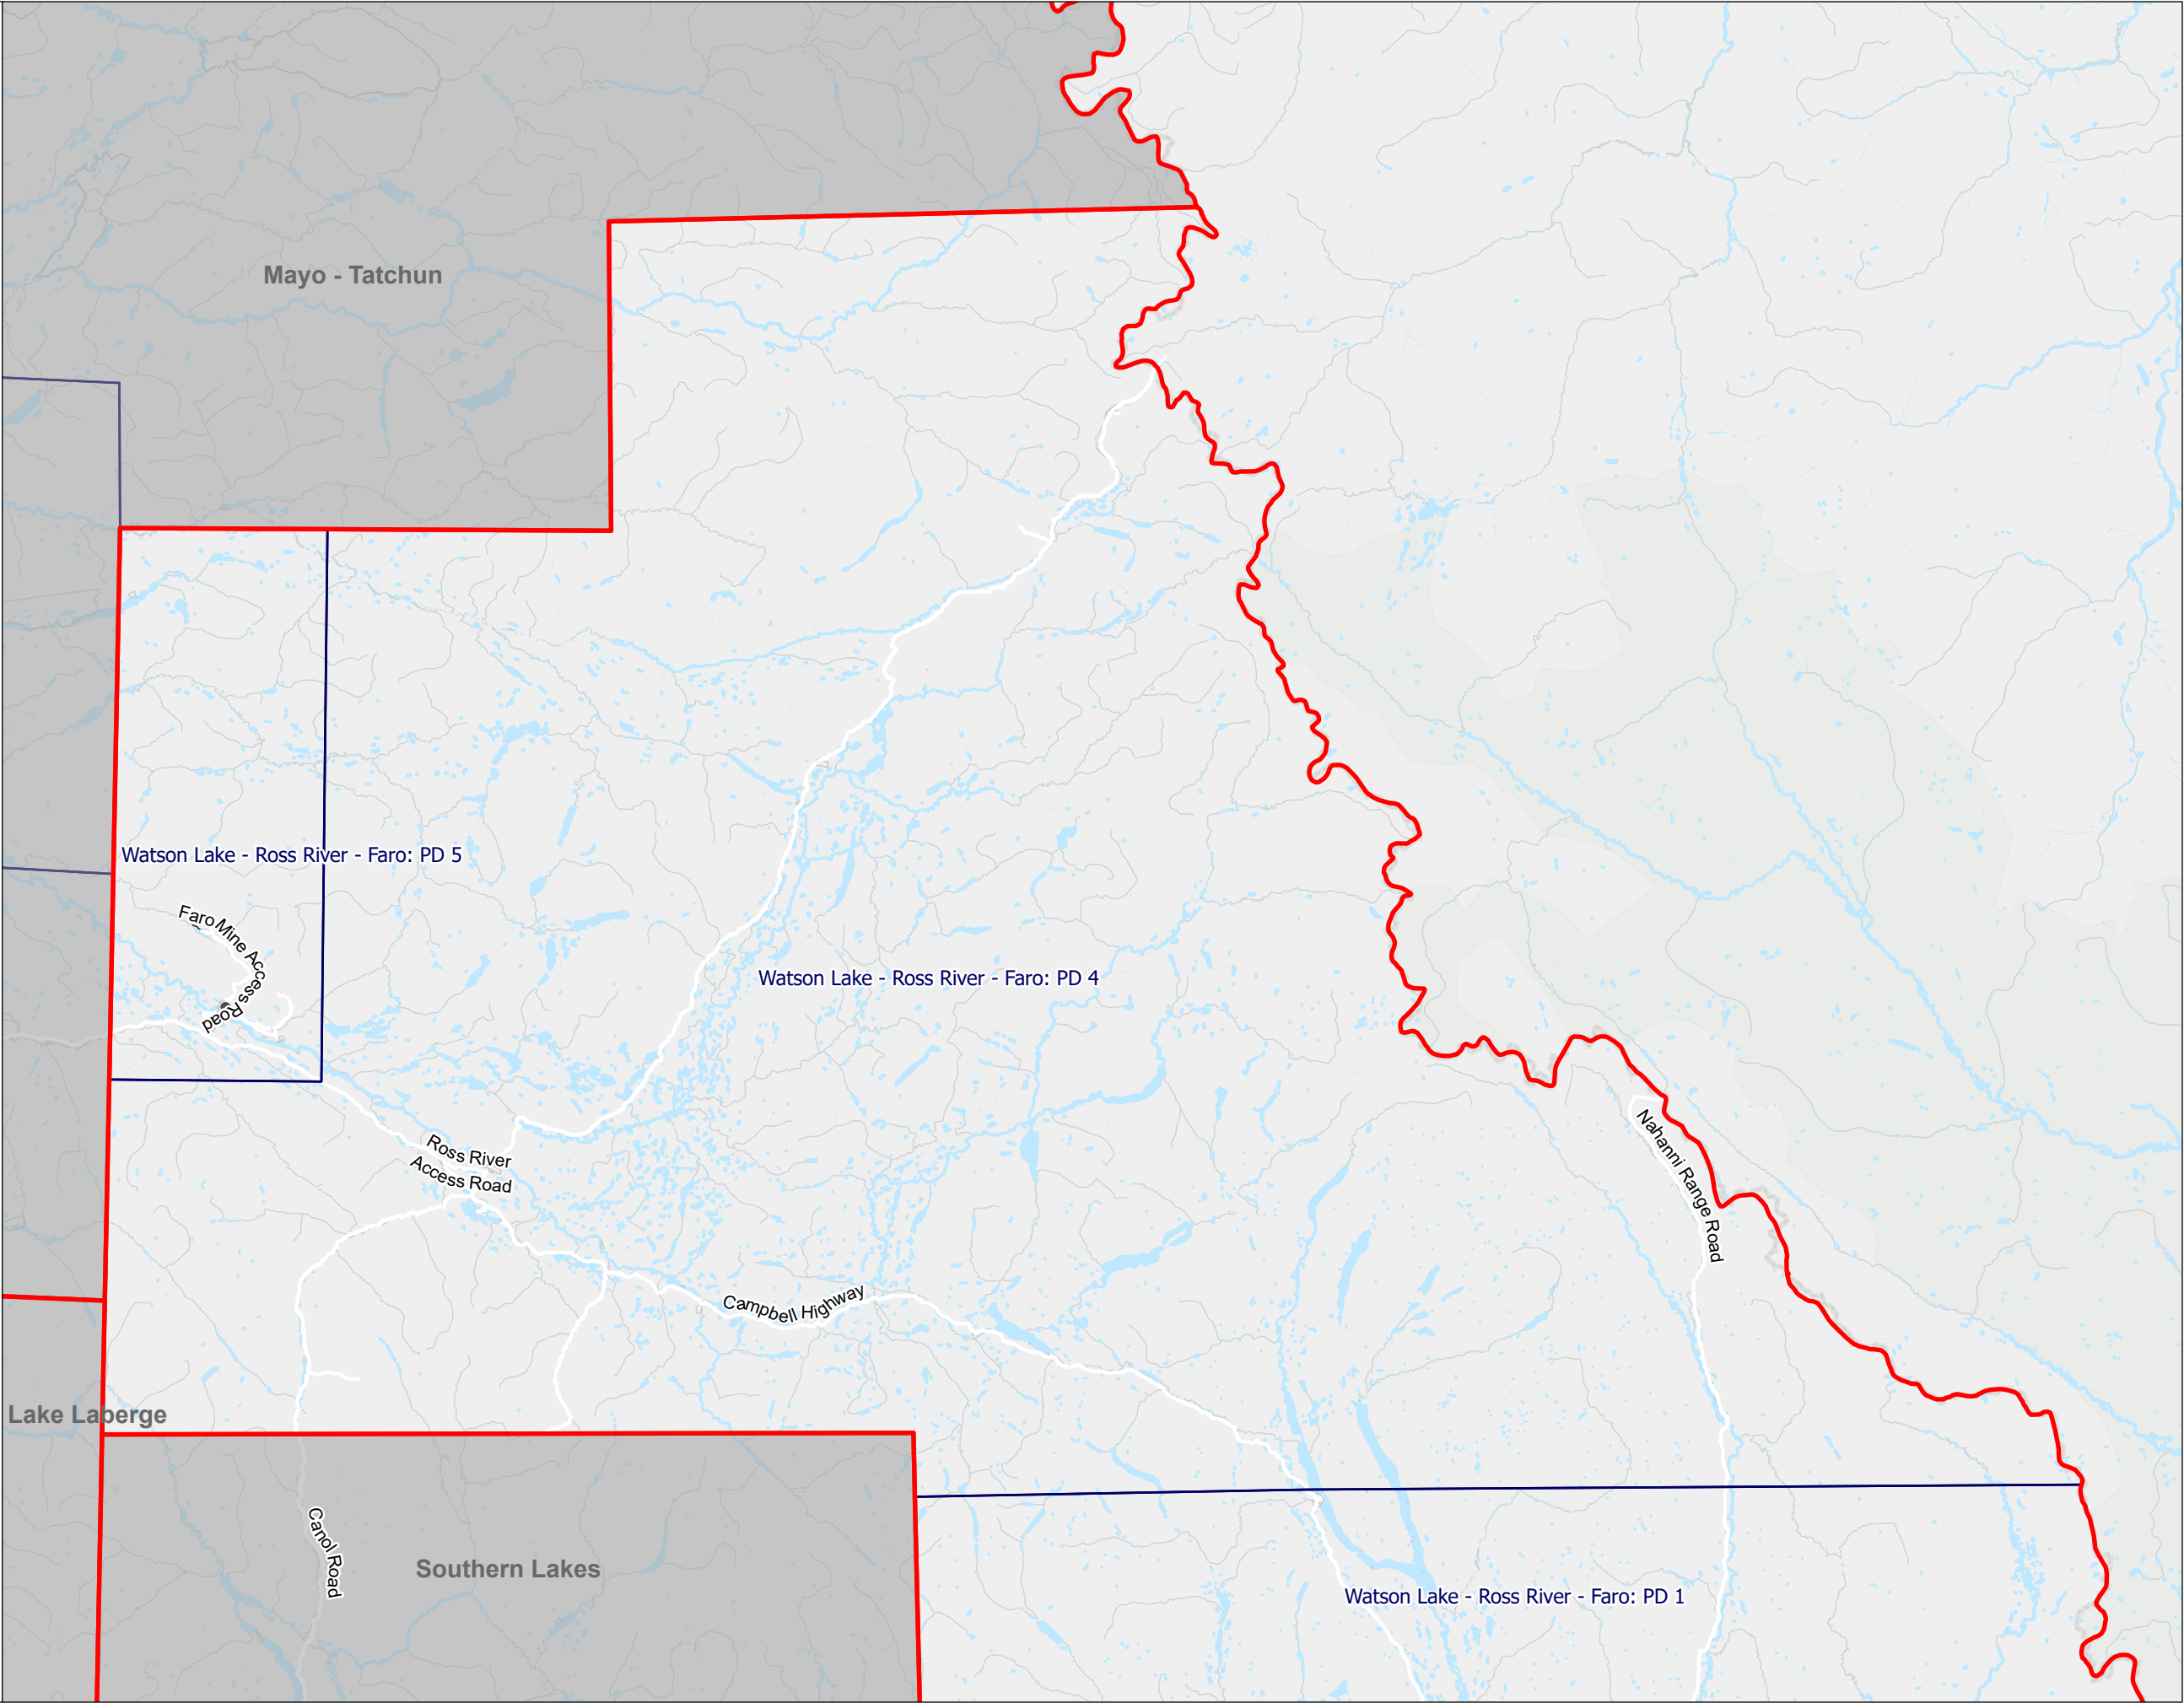 Mayo - Tatchun
Watson Lake - Ross River - Faro: PD 5
Faro Mine Access Road
Watson Lake - Ross River - Faro: PD 4
Ross River
Access Road
Nahanni Range Road
Campbell Highway
Lake Laberge
Canol Road
Southern Lakes
Watson Lake - Ross River - Faro: PD 1